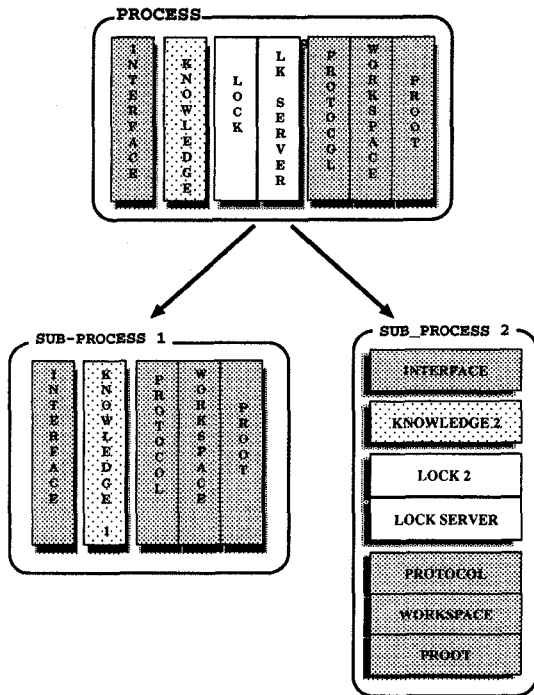 PROCESS
INTERFACE
KNOWLEDGE
LOCK
LK SERVER
PROTOCOL
WORKSPACE
PROOT
SUB-PROCESS 1
INTERFACE
KNOWLEDGE 1
PROTOCOL
WORKSPACE
PROOT
SUB_PROCESS 2
INTERFACE
KNOWLEDGE 2
LOCK 2
LOCK SERVER
PROTOCOL
WORKSPACE
PROOT